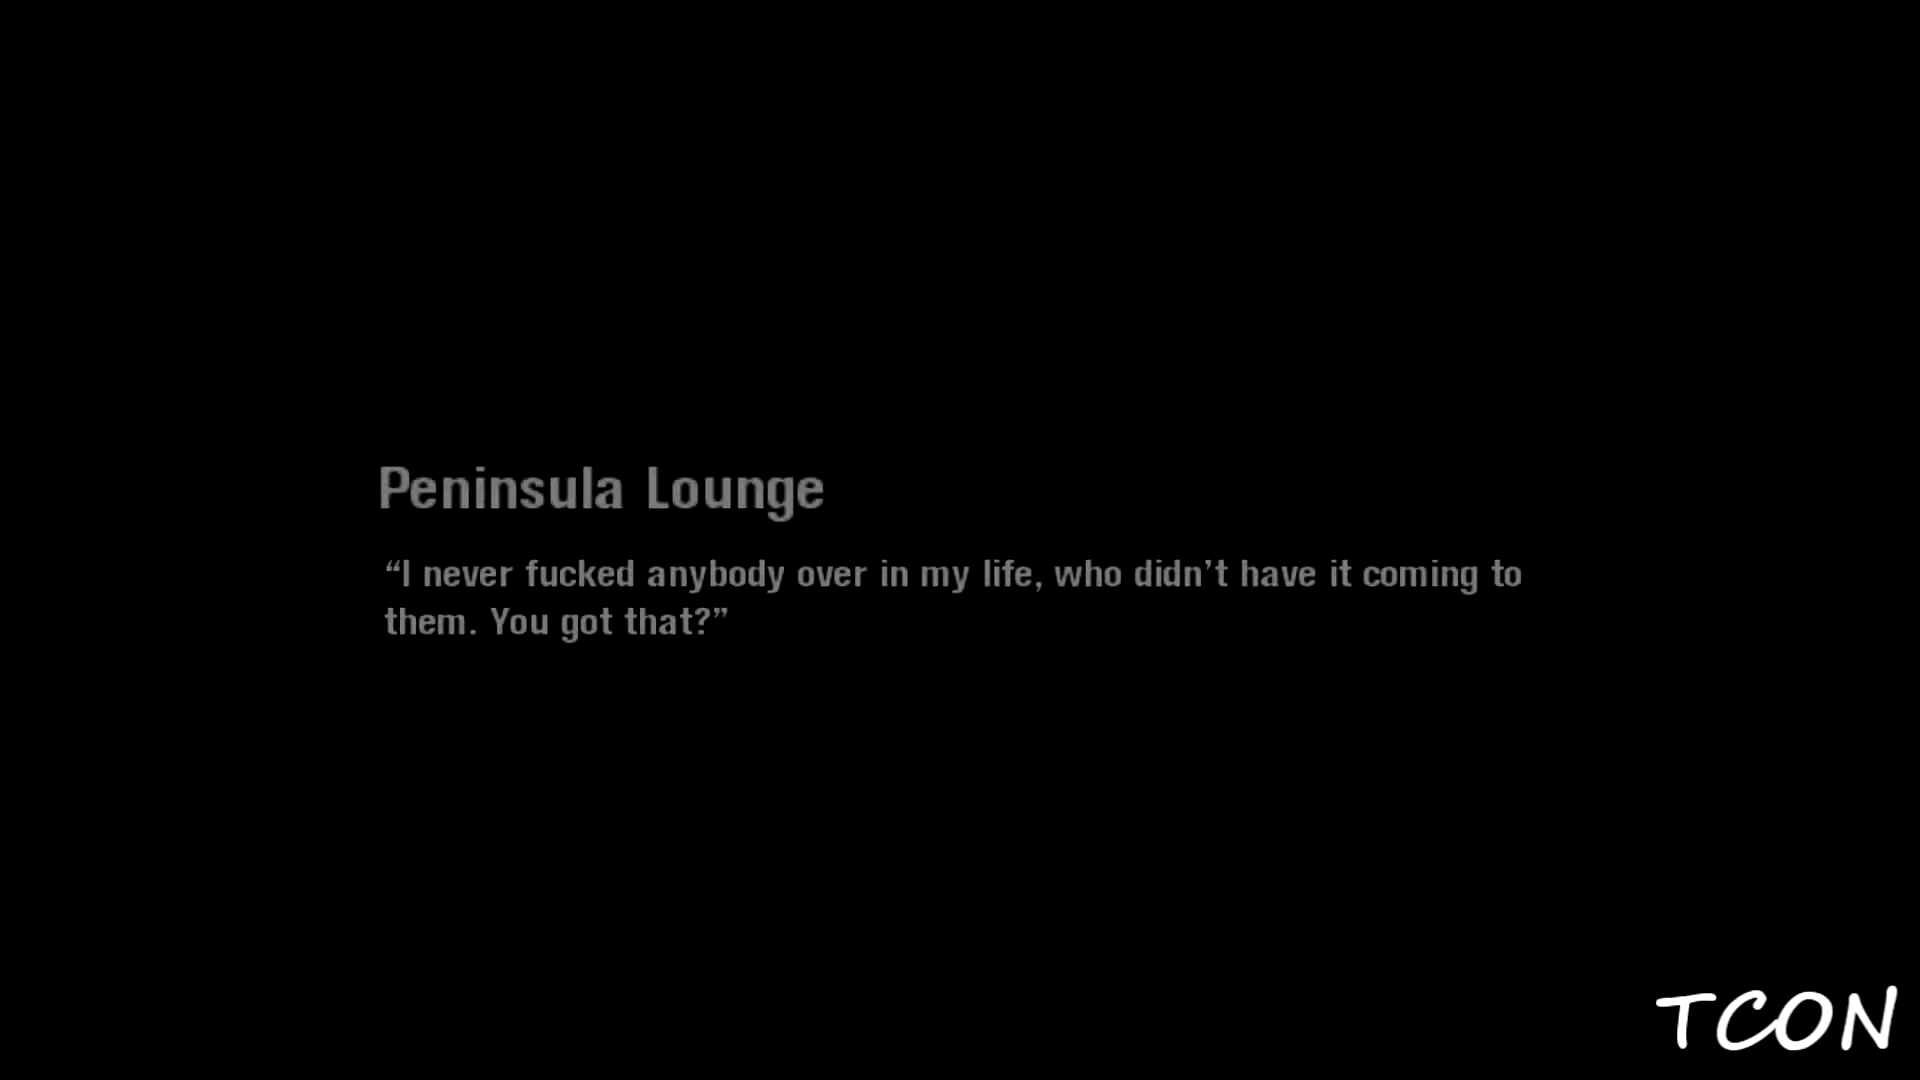 Peninsula Lounge
“I never fucked anybody over in my life, who didn’t have it coming to
them. You got that?”
TCON